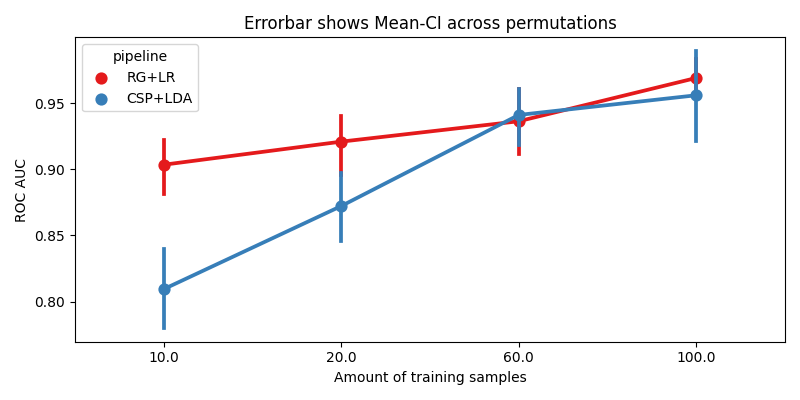 Errorbar shows Mean-CI across permutations
pipeline
RG+LR
CSP+LDA
ROC AUC
0.95
0.90
0.85
0.80
10.0 20.0 60.0 100.0
Amount of training samples